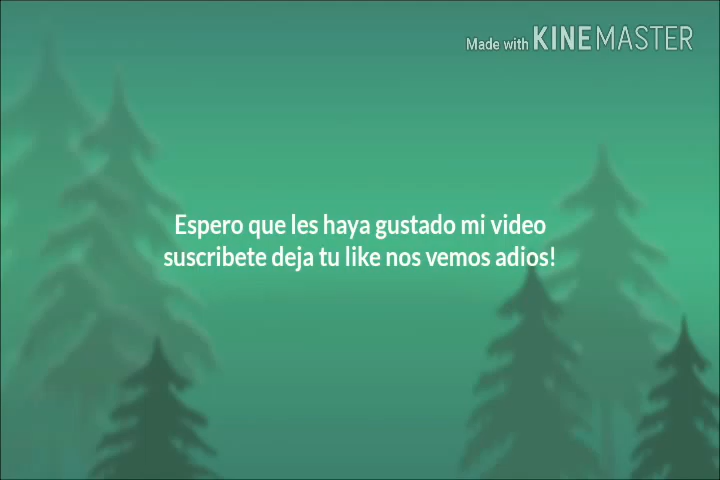 Made with KINEMASTER
Espero que les haya gustado mi video
suscribete deja tu like nos vemos adios!